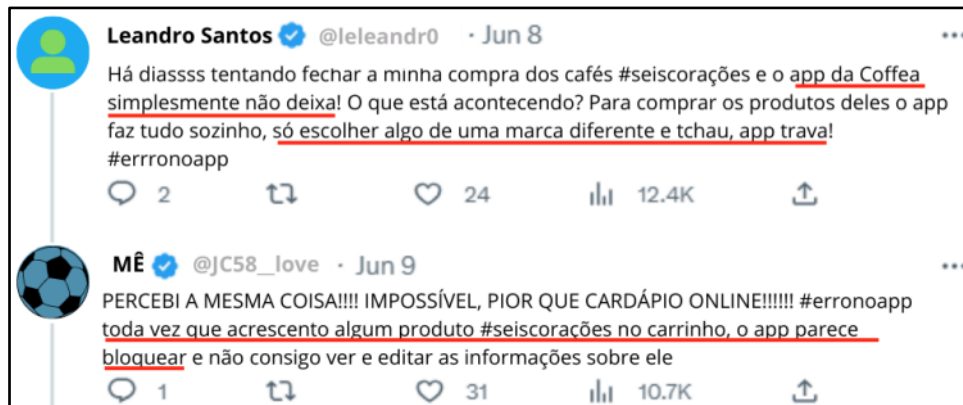 Leandro Santos @leleandr0 · Jun 8
Há diassss tentando fechar a minha compra dos cafés #seiscorações e o app da Coffea
simplesmente não deixa! O que está acontecendo? Para comprar os produtos deles o app
faz tudo sozinho, só escolher algo de uma marca diferente e tchau, app trava!
#errronoapp
2 24 12.4K
MÊ @JC58_love · Jun 9
PERCEBI A MESMA COISA!!!! IMPOSSÍVEL, PIOR QUE CARDÁPIO ONLINE!!!!!! #erronoapp
toda vez que acrescento algum produto #seiscorações no carrinho, o app parece
bloquear e não consigo ver e editar as informações sobre ele
1 31 10.7K